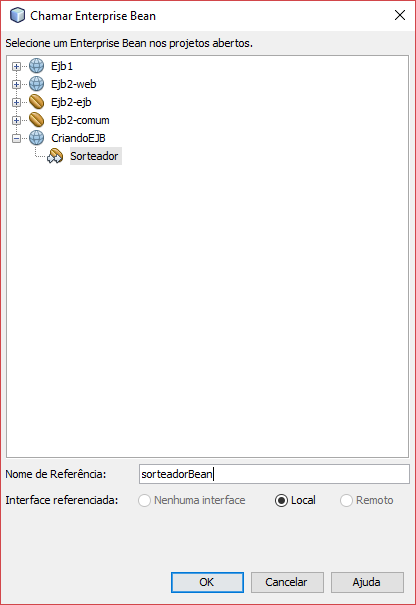 Chamar Enterprise Bean
Selecione um Enterprise Bean nos projetos abertos.
Ejb1
Ejb2-web
Ejb2-ejb
Ejb2-comum
CriandoEJB
Sorteador
Nome de Referência: sorteadorBean
Interface referenciada: Nenhuma interface Local Remoto
OK Cancelar Ajuda